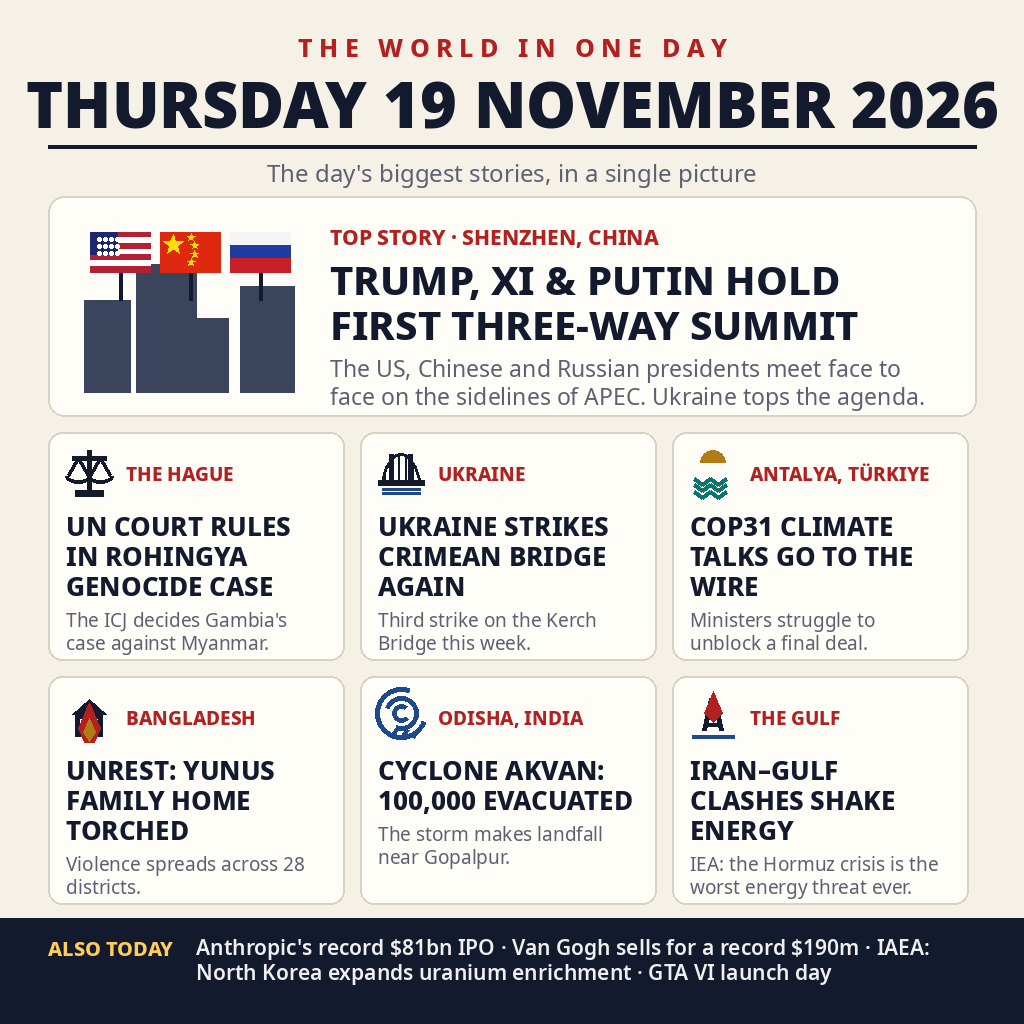 THE WORLD IN ONE DAY
THURSDAY 19 NOVEMBER 2026
The day's biggest stories, in a single picture
TOP STORY · SHENZHEN, CHINA
TRUMP, XI & PUTIN HOLD
FIRST THREE-WAY SUMMIT
The US, Chinese and Russian presidents meet face to
face on the sidelines of APEC. Ukraine tops the agenda.
THE HAGUE
UN COURT RULES
IN ROHINGYA
GENOCIDE CASE
The ICJ decides Gambia's
case against Myanmar.
UKRAINE
UKRAINE STRIKES
CRIMEAN BRIDGE
AGAIN
Third strike on the Kerch
Bridge this week.
ANTALYA, TÜRKIYE
COP31 CLIMATE
TALKS GO TO THE
WIRE
Ministers struggle to
unblock a final deal.
BANGLADESH
UNREST: YUNUS
FAMILY HOME
TORCHED
Violence spreads across 28
districts.
ODISHA, INDIA
CYCLONE AKVAN:
100,000 EVACUATED
The storm makes landfall
near Gopalpur.
THE GULF
IRAN–GULF
CLASHES SHAKE
ENERGY
IEA: the Hormuz crisis is the
worst energy threat ever.
ALSO TODAY
Anthropic's record $81bn IPO · Van Gogh sells for a record $190m · IAEA:
North Korea expands uranium enrichment · GTA VI launch day